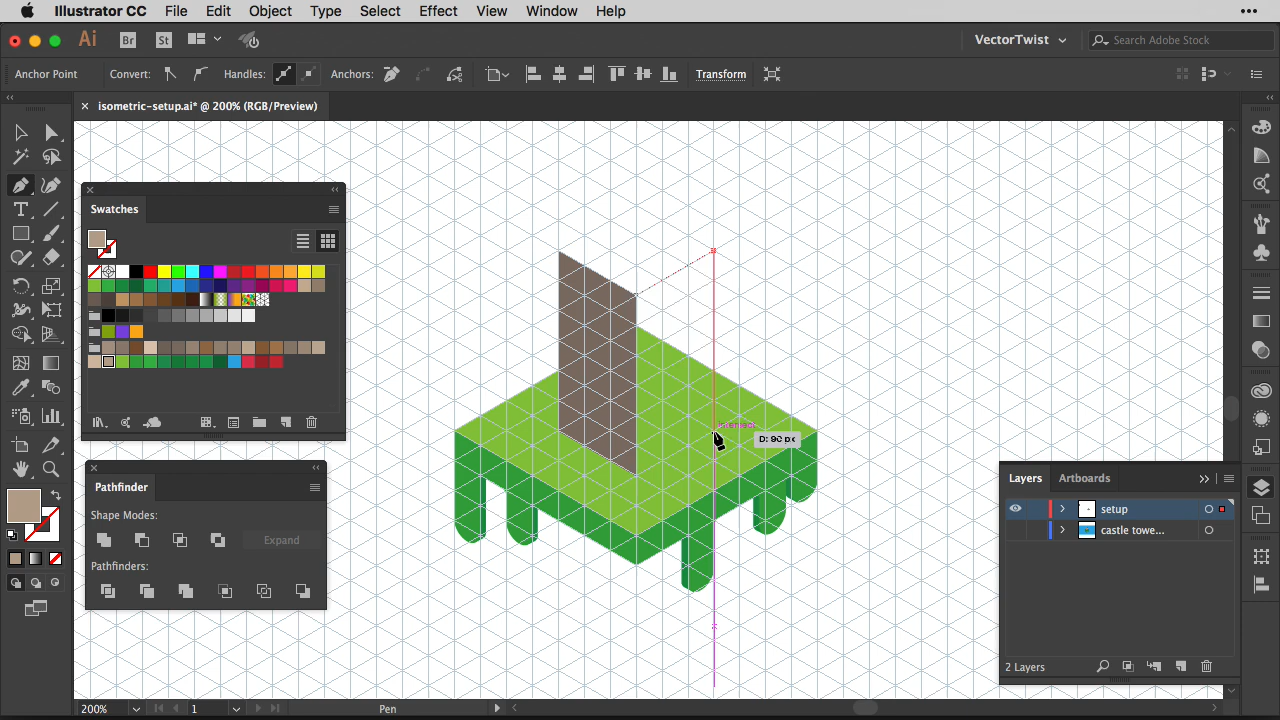 Illustrator CC File Edit Object Type Select Effect View Window Help
Ai Br St VectorTwist Search Adobe Stock
Anchor Point Convert: Handles: Anchors: Transform
isometric-setup.ai* @ 200% (RGB/Preview)
Swatches
intersect
D: 90 px
Layers Artboards
Pathfinder
setup
Shape Modes:
castle towe...
Expand
Pathfinders:
2 Layers
200% 1 Pen